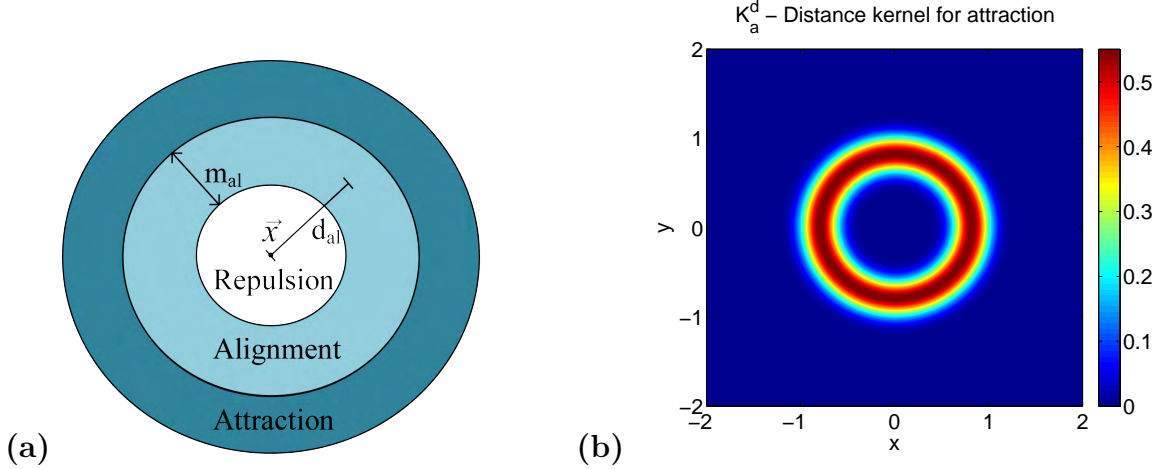 m_al
x⃗
d_al
Repulsion
Alignment
Attraction
(a)
K_a^d – Distance kernel for attraction
2
1
0
−1
−2
y
−2 −1 0 1 2
x
0.5
0.4
0.3
0.2
0.1
0
(b)